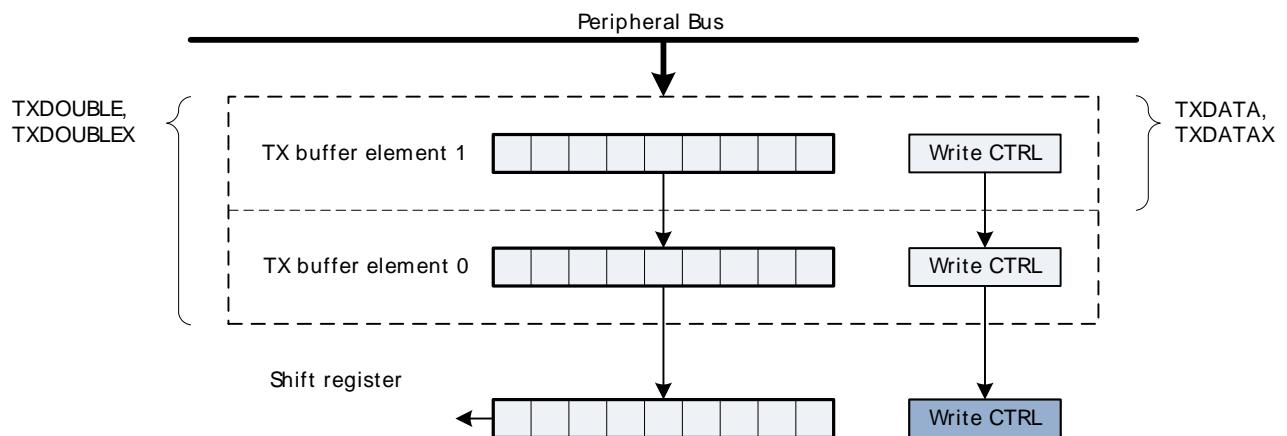 Peripheral Bus
TXDOUBLE,
TXDOUBLEX
TXDATA,
TXDATAX
TX buffer element 1
Write CTRL
TX buffer element 0
Write CTRL
Shift register
Write CTRL